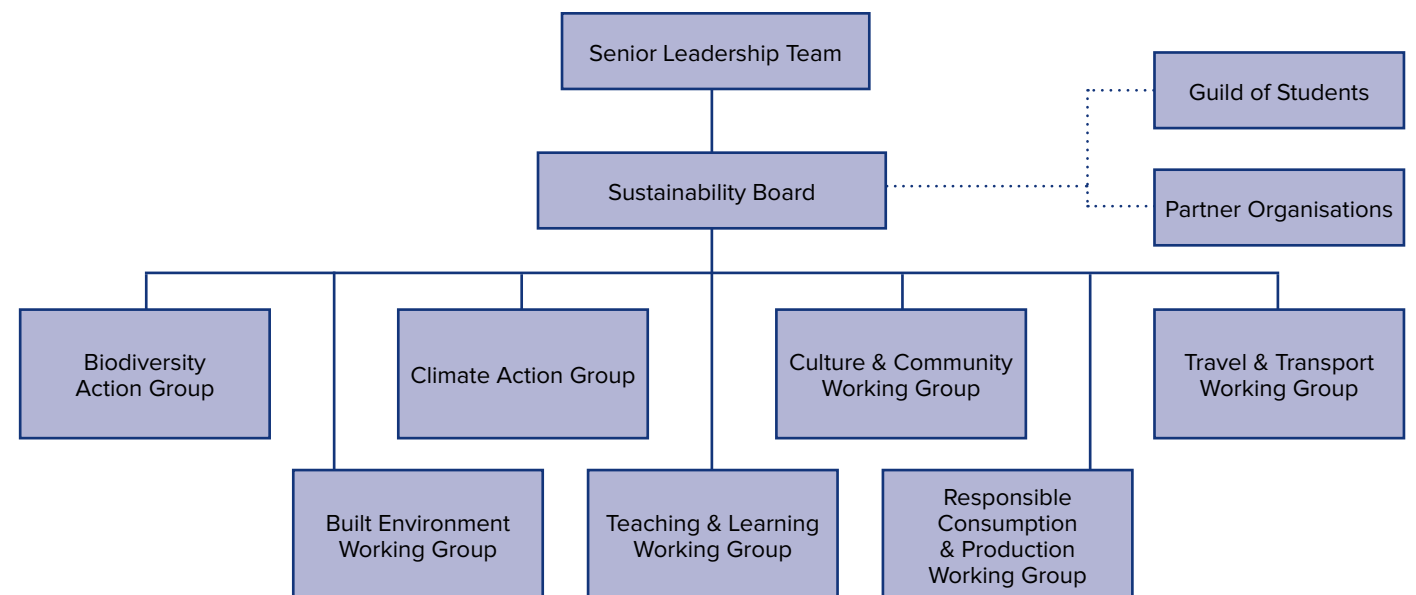 Senior Leadership Team
Guild of Students
Sustainability Board
Partner Organisations
Biodiversity
Action Group
Climate Action Group
Culture & Community
Working Group
Travel & Transport
Working Group
Built Environment
Working Group
Teaching & Learning
Working Group
Responsible
Consumption
& Production
Working Group